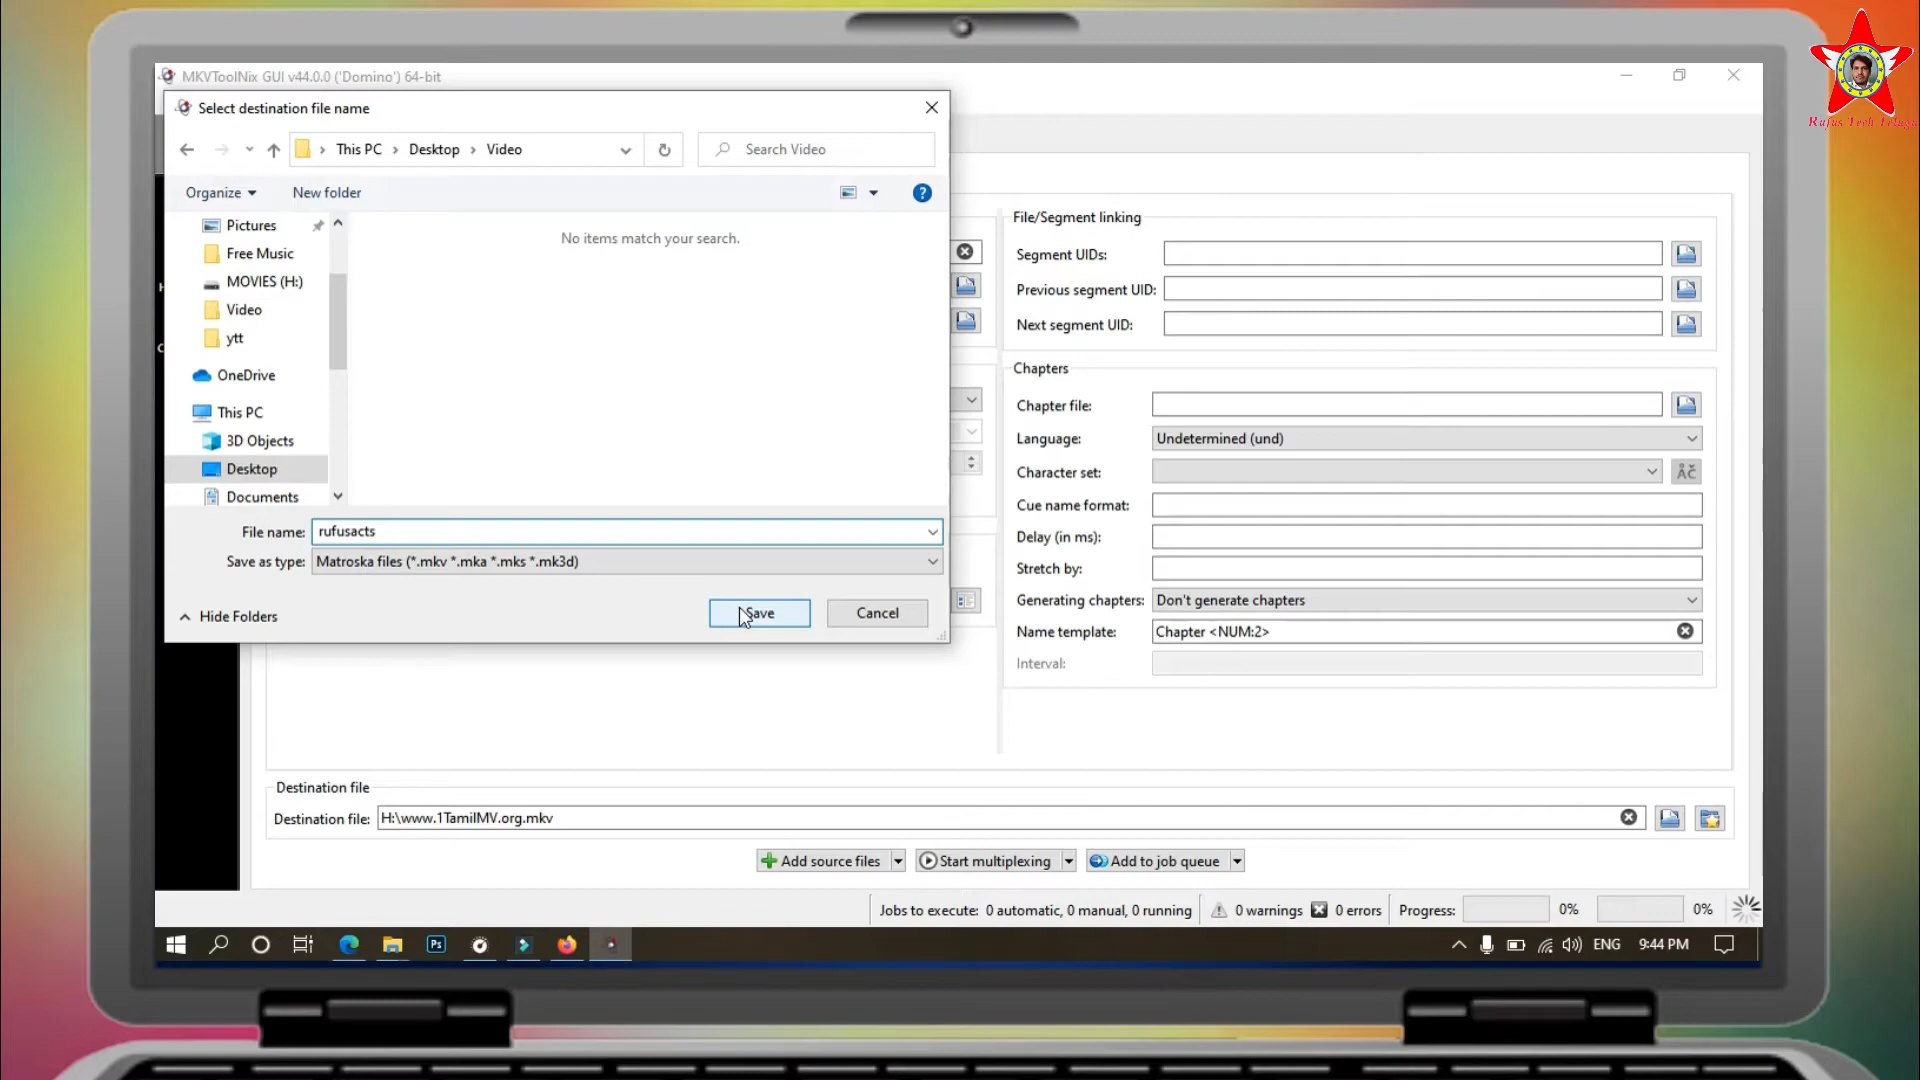 MKVToolNix GUI v44.0.0 ('Domino') 64-bit
Rufus Tech Telugu
Select destination file name
This PC > Desktop > Video
Search Video
Organize
New folder
Pictures
Free Music
MOVIES (H:)
Video
ytt
OneDrive
This PC
3D Objects
Desktop
Documents
No items match your search.
File name: rufusacts
Save as type: Matroska files (*.mkv *.mka *.mks *.mk3d)
Hide Folders
Save
Cancel
File/Segment linking
Segment UIDs:
Previous segment UID:
Next segment UID:
Chapters
Chapter file:
Language: Undetermined (und)
Character set:
Cue name format:
Delay (in ms):
Stretch by:
Generating chapters: Don't generate chapters
Name template: Chapter <NUM:2>
Interval:
Destination file
Destination file: H:\www.1TamilMV.org.mkv
Add source files
Start multiplexing
Add to job queue
Jobs to execute: 0 automatic, 0 manual, 0 running
0 warnings
0 errors
Progress: 0% 0%
Ps
ENG
9:44 PM